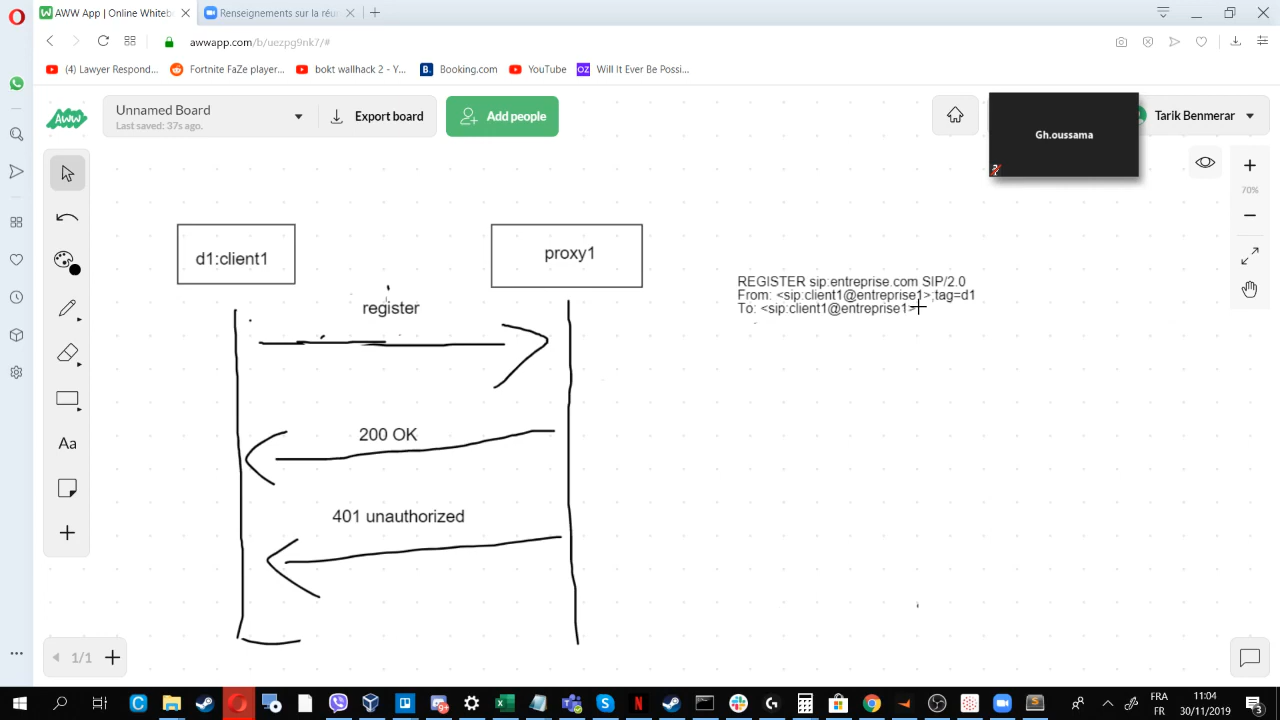 AWW App | Online Whiteb
Renseignements sur la réu
awwapp.com/b/uezpg9nk7/#
(4) Lawyer Respond...
Fortnite FaZe player...
bokt wallhack 2 - Y...
B.
Booking.com
YouTube
OZ
Will It Ever Be Possi...
AWW
Unnamed Board
Last saved: 37s ago.
Export board
Add people
Gh.oussama
Tarik Benmerar
70%
Aa
d1:client1
proxy1
register
200 OK
401 unauthorized
REGISTER sip:entreprise.com SIP/2.0
From: <sip:client1@entreprise1>;tag=d1
To: <sip:client1@entreprise1>
1/1
FRA
FR
11:04
30/11/2019
3